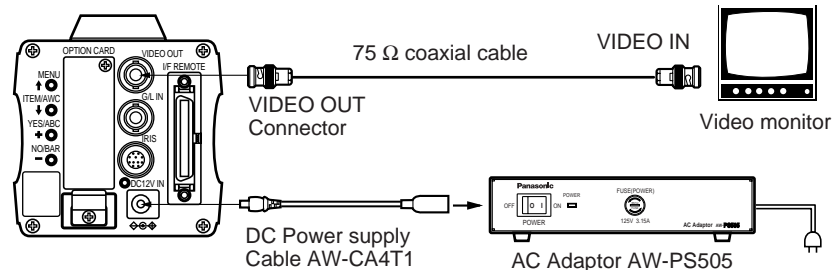 OPTION CARD
VIDEO OUT
I/F REMOTE
MENU
ITEM/AWC
G/L IN
YES/ABC
IRIS
NO/BAR
DC12V IN
75 Ω coaxial cable
VIDEO IN
VIDEO OUT
Connector
Video monitor
DC Power supply
Cable AW-CA4T1
Panasonic
POWER
OFF
O I
ON
POWER
FUSE(POWER)
125V 3.15A
AC Adaptor AW-PS505
AC Adaptor AW-PS505